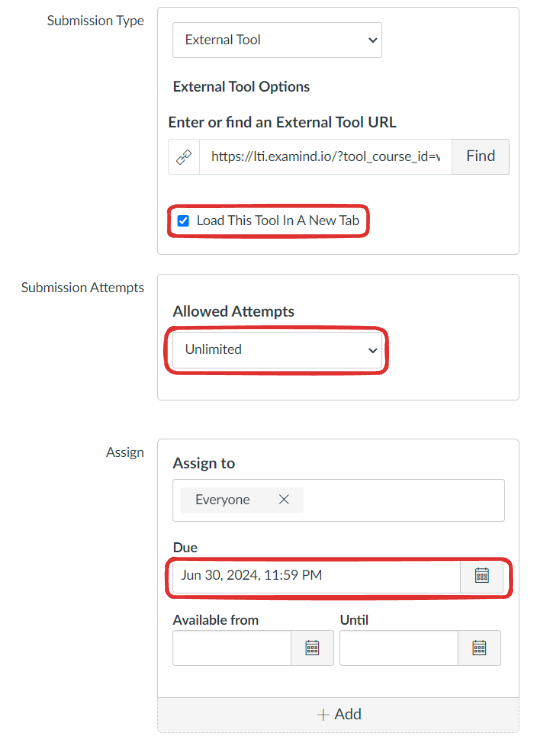 Submission Type
External Tool
External Tool Options
Enter or find an External Tool URL
https://lti.examind.io/?tool_course_id=
Find
Load This Tool In A New Tab
Submission Attempts
Allowed Attempts
Unlimited
Assign
Assign to
Everyone
Due
Jun 30, 2024, 11:59 PM
Available from
Until
+ Add